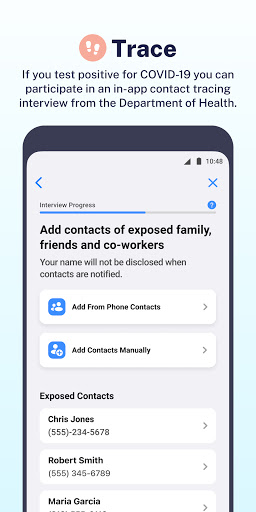 Trace
If you test positive for COVID-19 you can
participate in an in-app contact tracing
interview from the Department of Health.
10:48
Interview Progress
?
Add contacts of exposed family,
friends and co-workers
Your name will not be disclosed when
contacts are notified.
Add From Phone Contacts
Add Contacts Manually
Exposed Contacts
Chris Jones
(555)-234-5678
Robert Smith
(555) 345-6789
Maria Garcia